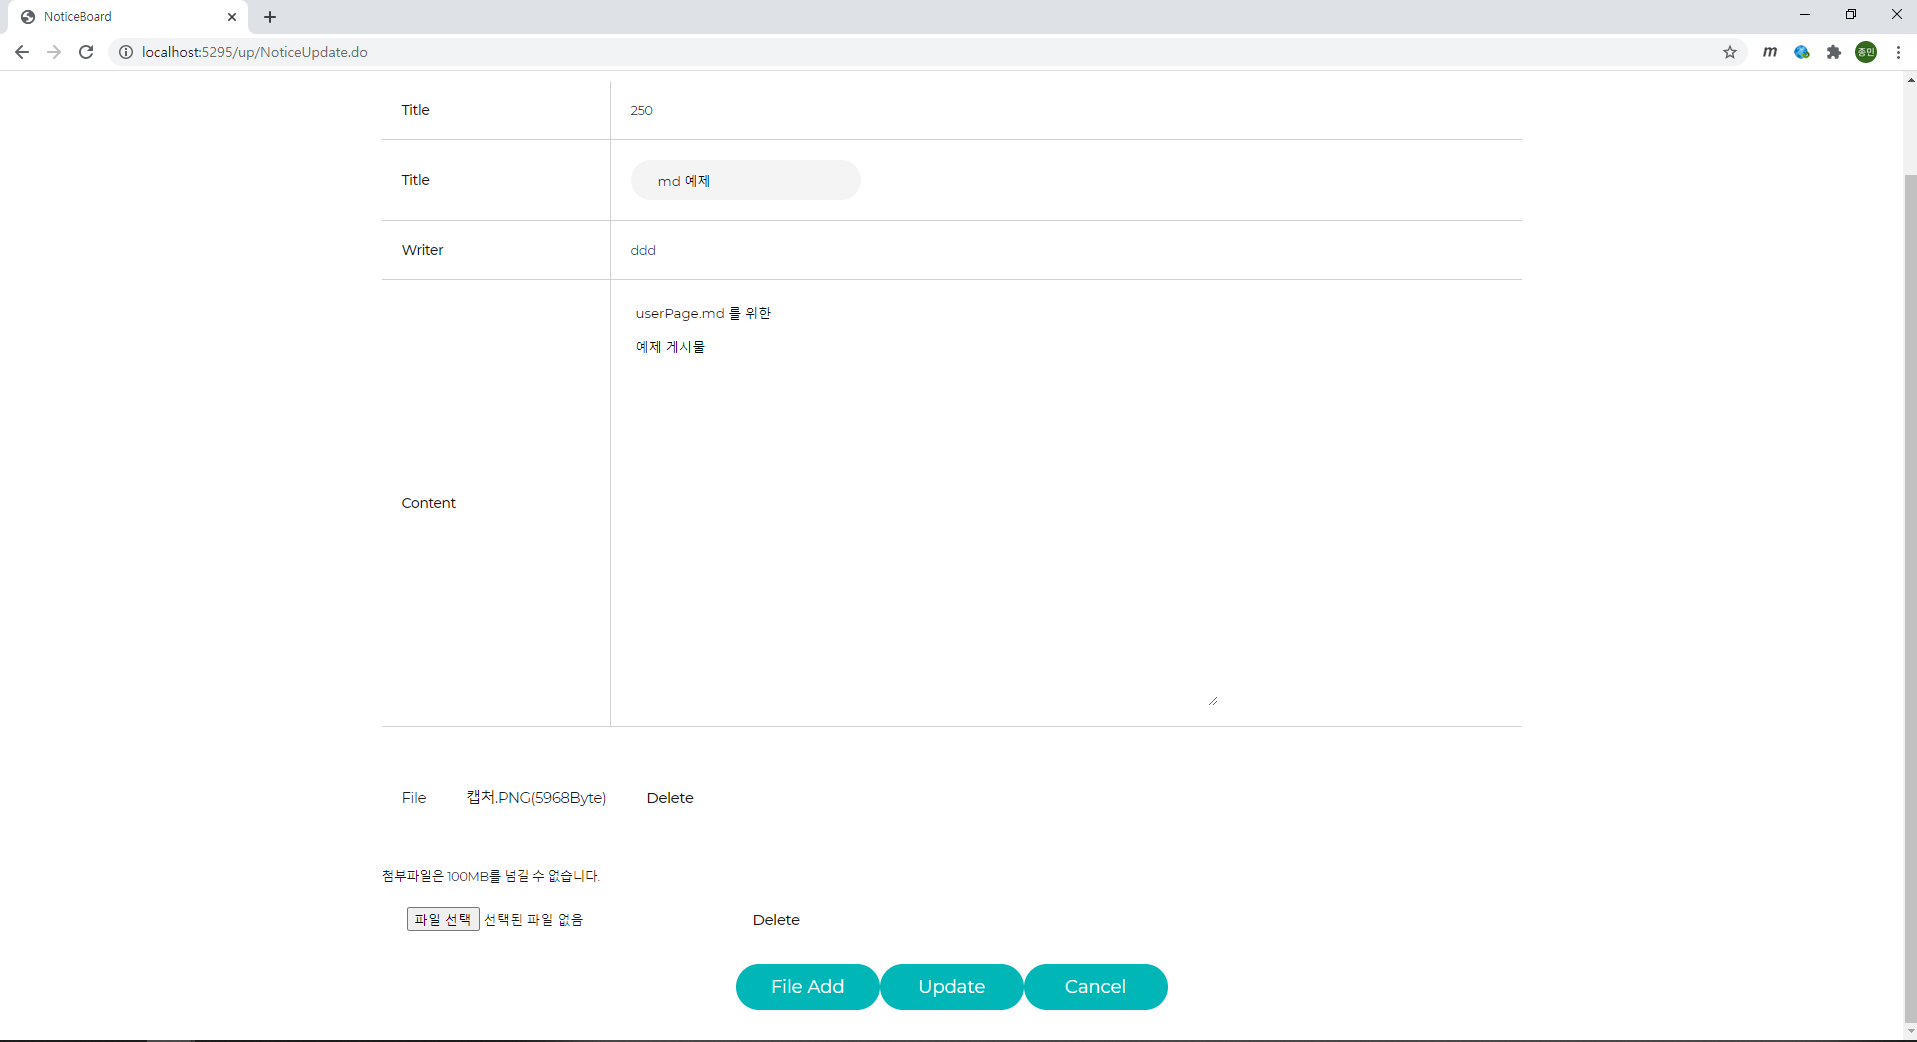 NoticeBoard
localhost:5295/up/NoticeUpdate.do
m
종민
Title 250
Title md 예제
Writer ddd
Content userPage.md 를 위한
예제 게시물
File 캡처.PNG(5968Byte) Delete
첨부파일은 100MB를 넘길 수 없습니다.
파일 선택 선택된 파일 없음 Delete
File Add Update Cancel